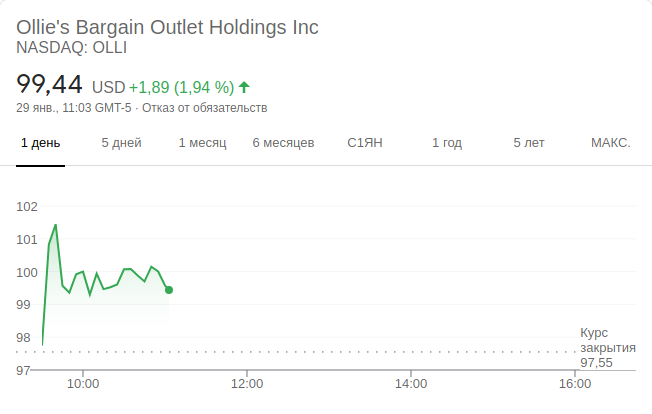 Ollie's Bargain Outlet Holdings Inc
NASDAQ: OLLI
99,44 USD +1,89 (1,94 %)
29 янв., 11:03 GMT-5 · Отказ от обязательств
1 день 5 дней 1 месяц 6 месяцев С1ЯН 1 год 5 лет МАКС.
102
101
100
99
98
97
Курс
закрытия
97,55
10:00 12:00 14:00 16:00